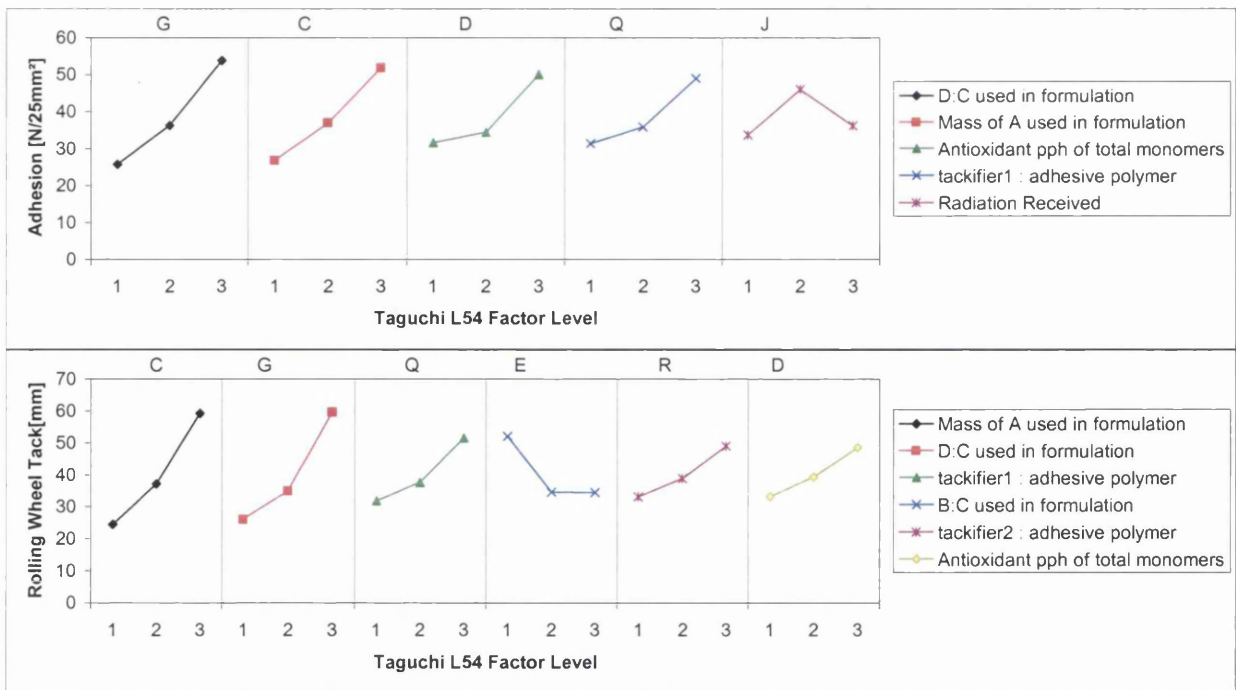 G C D Q J
60
50
40
30
20
10
0
Adhesion [N/25mm²]
1 2 3 1 2 3 1 2 3 1 2 3 1 2 3
Taguchi L54 Factor Level
D:C used in formulation
Mass of A used in formulation
Antioxidant pph of total monomers
tackifier1 : adhesive polymer
Radiation Received
C G Q E R D
70
60
50
40
30
20
10
0
Rolling Wheel Tack[mm]
1 2 3 1 2 3 1 2 3 1 2 3 1 2 3 1 2 3
Taguchi L54 Factor Level
Mass of A used in formulation
D:C used in formulation
tackifier1 : adhesive polymer
B:C used in formulation
tackifier2 : adhesive polymer
Antioxidant pph of total monomers